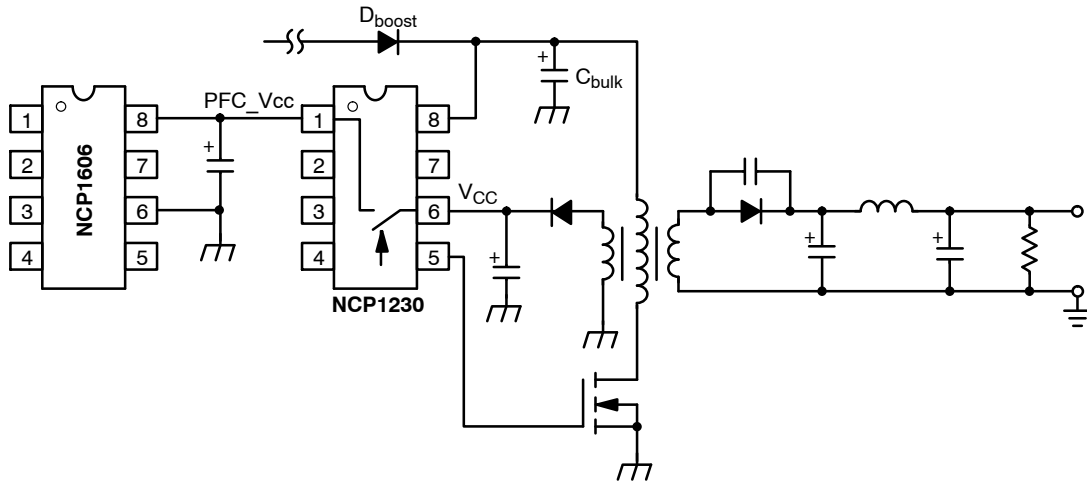 D_boost
C_bulk
PFC_Vcc
1 8
2 7
3 6
4 5
NCP1606
1 8
2 7
3 6
4 5
NCP1230
V_CC
+
+
+
+
+